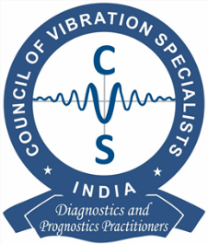 COUNCIL OF VIBRATION SPECIALISTS
C
V
S
INDIA
Diagnostics and
Prognostics Practitioners